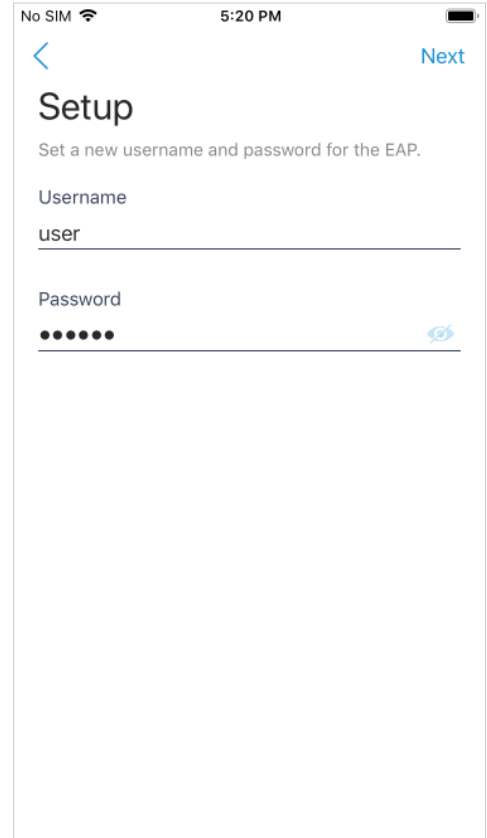 No SIM 5:20 PM
Next
Setup
Set a new username and password for the EAP.
Username
user
Password
●●●●●●